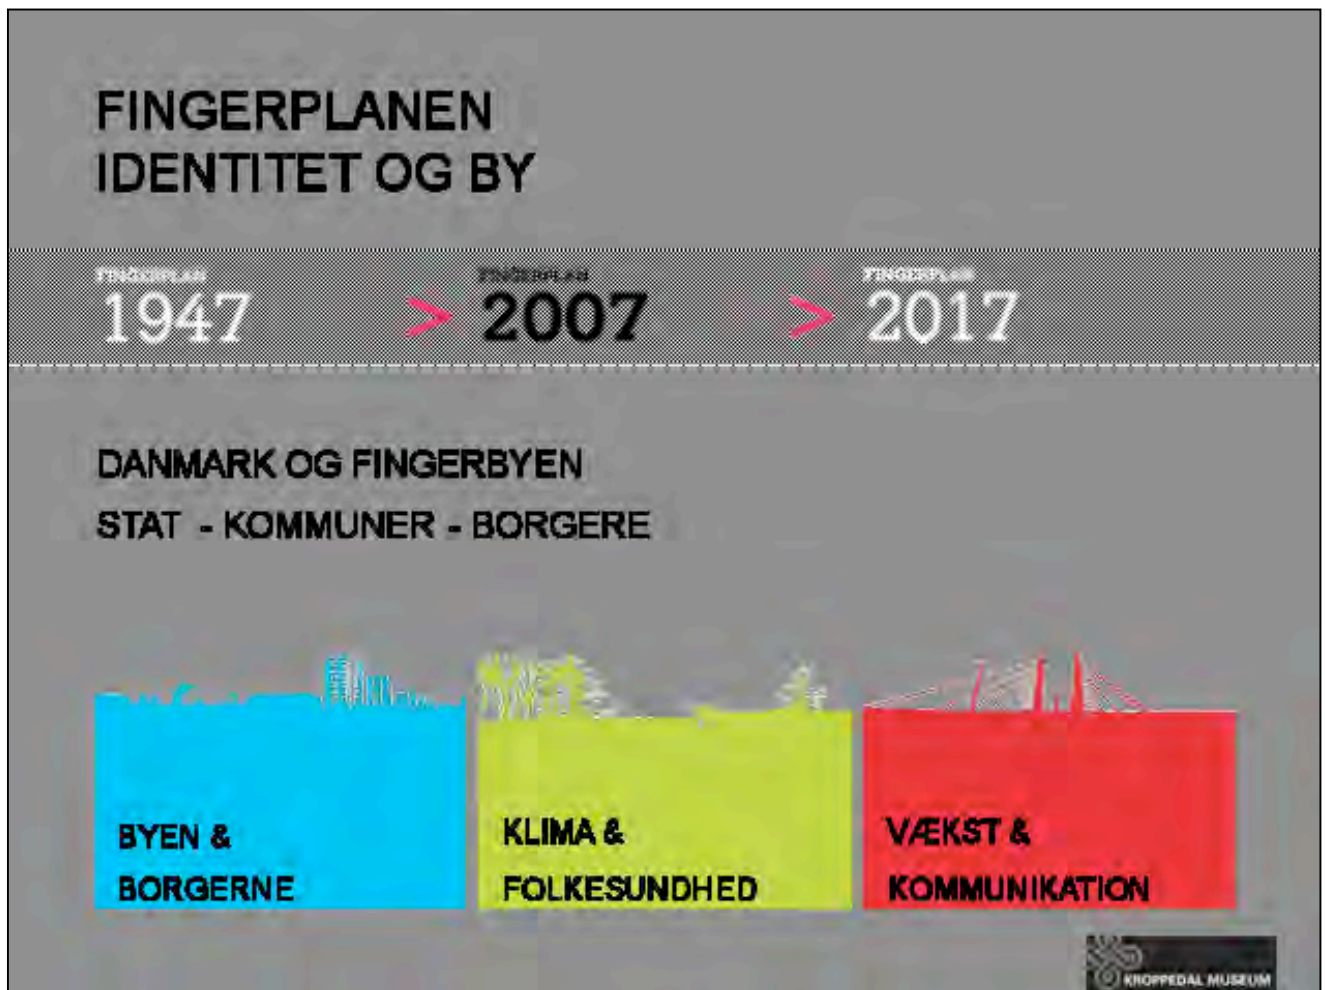 FINGERPLANEN
IDENTITET OG BY
FINGERPLAN FINGERPLAN FINGERPLAN
1947 > 2007 > 2017
DANMARK OG FINGERBYEN
STAT - KOMMUNER - BORGERE
BYEN &
BORGERNE
KLIMA &
FOLKESUNDHED
VÆKST &
KOMMUNIKATION
KROPPEDAL MUSEUM